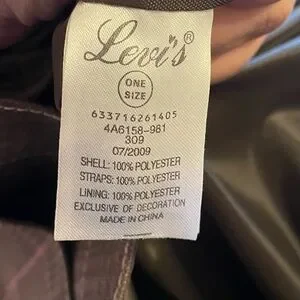 Levi's®
ONE
SIZE
633716261405
4A6158-981
309
07/2009
SHELL: 100% POLYESTER
STRAPS: 100% POLYESTER
LINING: 100% POLYESTER
EXCLUSIVE OF DECORATION
MADE IN CHINA